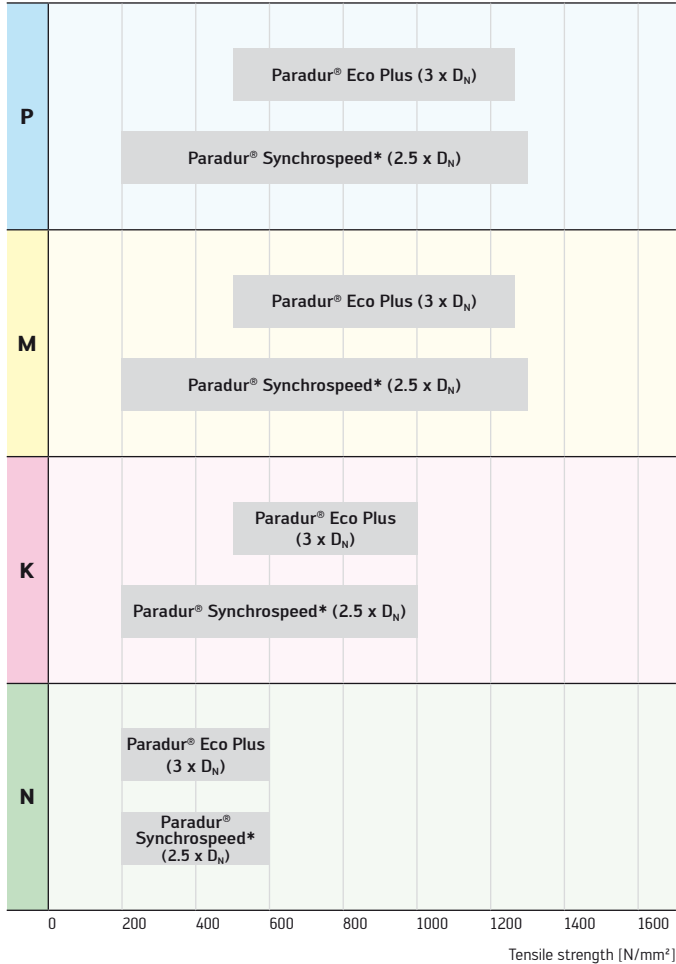 P
Paradur® Eco Plus (3 x Dₙ)
Paradur® Synchrospeed* (2.5 x Dₙ)
M
Paradur® Eco Plus (3 x Dₙ)
Paradur® Synchrospeed* (2.5 x Dₙ)
K
Paradur® Eco Plus
(3 x Dₙ)
Paradur® Synchrospeed* (2.5 x Dₙ)
N
Paradur® Eco Plus
(3 x Dₙ)
Paradur®
Synchrospeed*
(2.5 x Dₙ)
0 200 400 600 800 1000 1200 1400 1600
Tensile strength [N/mm²]